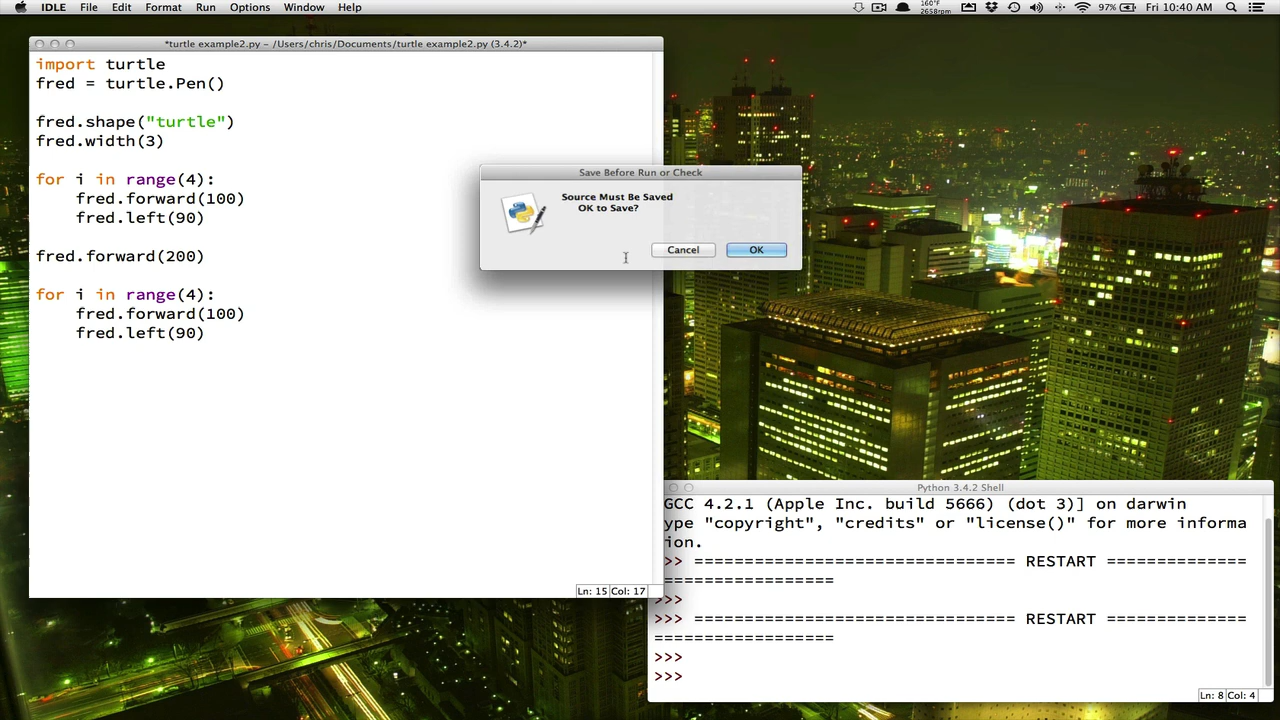 IDLE File Edit Format Run Options Window Help
160°F
2658rpm
97%
Fri 10:40 AM
*turtle example2.py – /Users/chris/Documents/turtle example2.py (3.4.2)*
import turtle
fred = turtle.Pen()
fred.shape("turtle")
fred.width(3)
for i in range(4):
fred.forward(100)
fred.left(90)
fred.forward(200)
for i in range(4):
fred.forward(100)
fred.left(90)
Ln: 15 Col: 17
Save Before Run or Check
Source Must Be Saved
OK to Save?
Cancel OK
Python 3.4.2 Shell
GCC 4.2.1 (Apple Inc. build 5666) (dot 3)] on darwin
ype "copyright", "credits" or "license()" for more informa
ion.
>> ================================ RESTART ==============
==================
>>>
>>> ================================ RESTART ==============
==================
>>>
>>>
Ln: 8 Col: 4